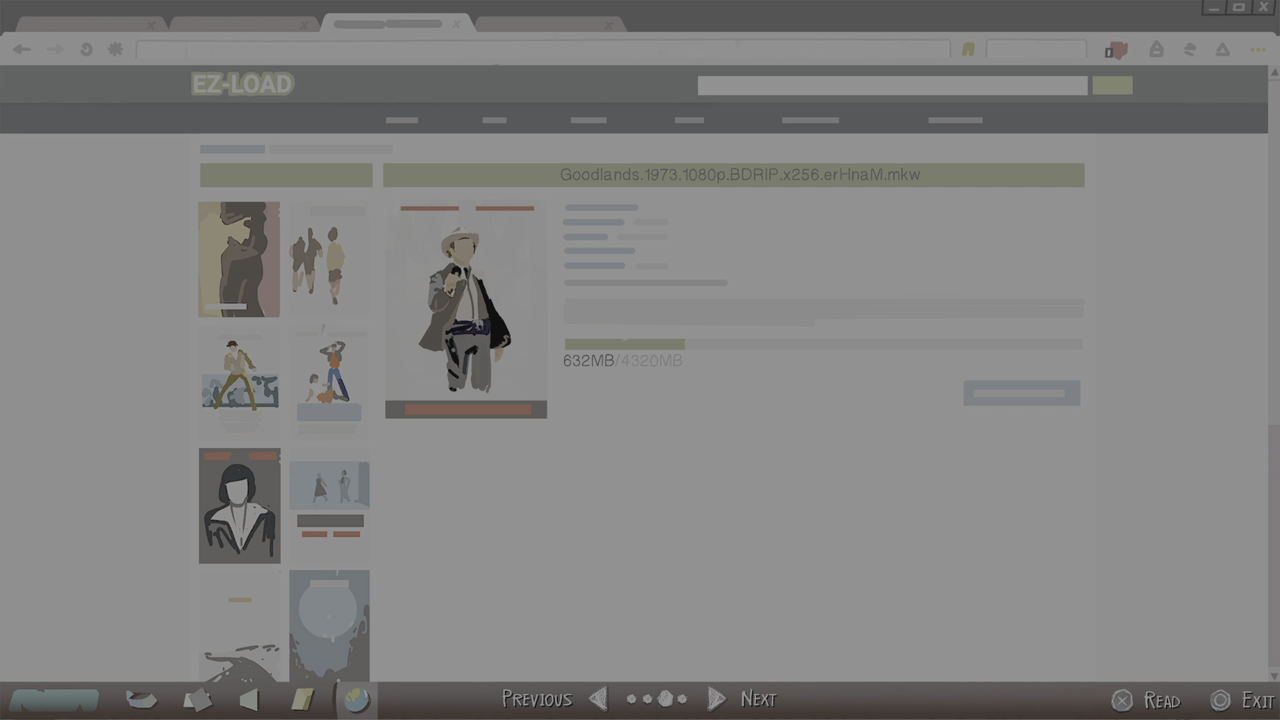 EZ-LOAD
Goodlands.1973.1080p.BDRIP.x256.erHnaM.mkw
632MB/4320MB
PREVIOUS NEXT READ EXIT